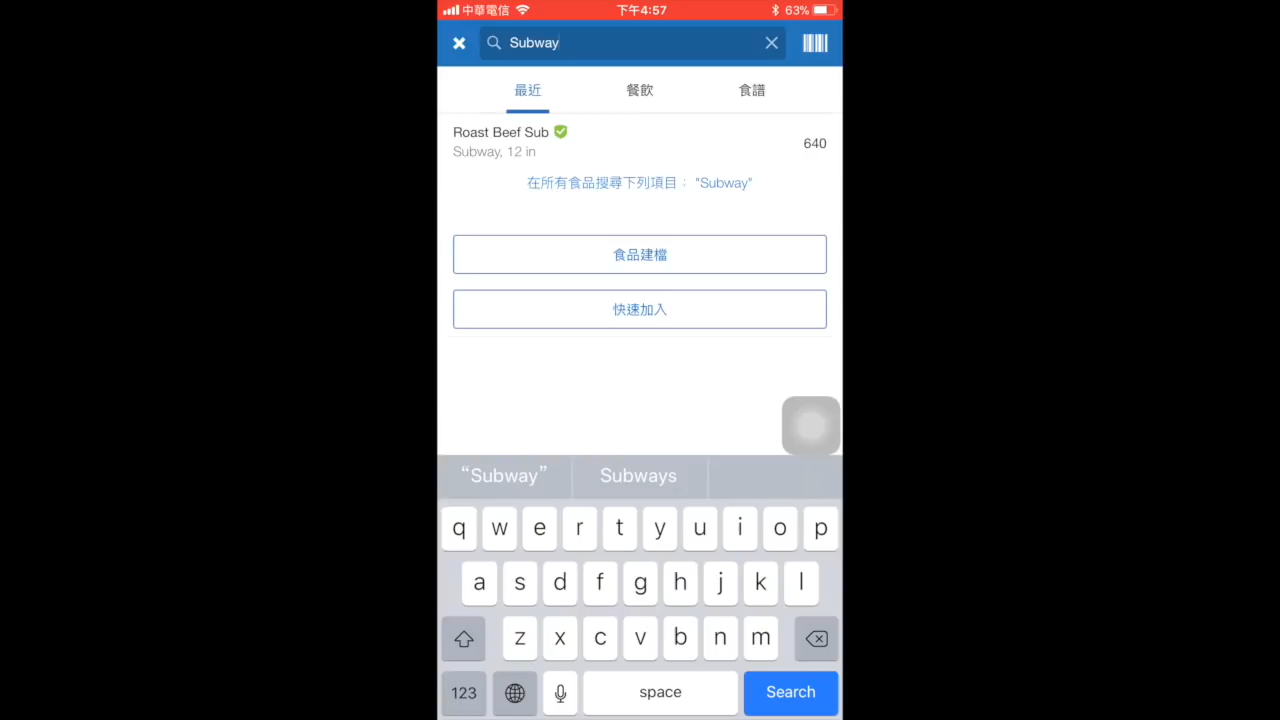 中華電信 下午4:57 63%
Subway
最近 餐飲 食譜
Roast Beef Sub
640
Subway, 12 in
在所有食品搜尋下列項目： "Subway"
食品建檔
快速加入
“Subway” Subways
q w e r t y u i o p
a s d f g h j k l
z x c v b n m
123 space Search